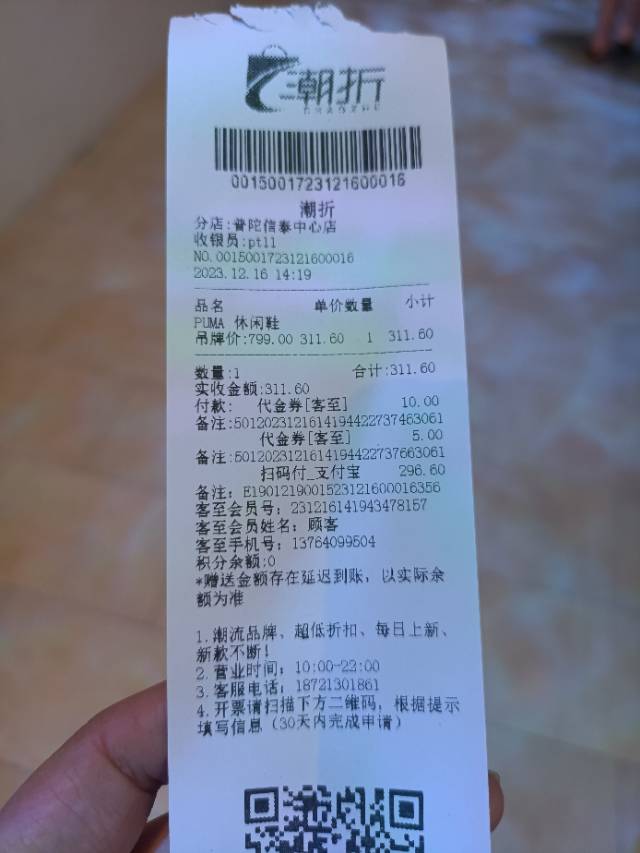 潮折
CHAOZHE
0015001723121600016
潮折
分店:普陀信泰中心店
收银员:pt11
NO.0015001723121600016
2023.12.16 14:19
品名 单价数量 小计
PUMA 休闲鞋
吊牌价:799.00 311.60 1 311.60
数量:1 合计:311.60
实收金额:311.60
付款: 代金券[客至] 10.00
备注:5012023121614194422737463061
代金券[客至] 5.00
备注:5012023121614194422737663061
扫码付_支付宝 296.60
备注: E1901219001523121600016356
客至会员号: 231216141943478157
客至会员姓名: 顾客
客至手机号: 13764099504
积分余额:0
*赠送金额存在延迟到账, 以实际余
额为准
1.潮流品牌、超低折扣、每日上新、
新款不断!
2.营业时间: 10:00-22:00
3.客服电话: 18721301861
4.开票请扫描下方二维码, 根据提示
填写信息（30天内完成申请）